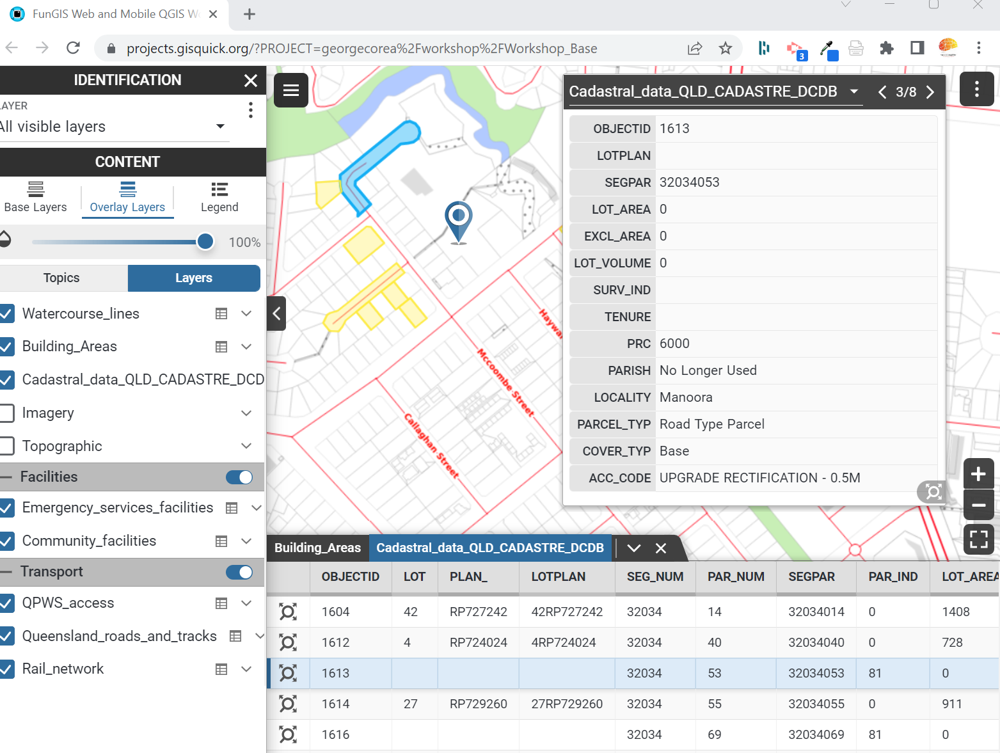 FunGIS Web and Mobile QGIS W
projects.gisquick.org/?PROJECT=georgecorea%2Fworkshop%2FWorkshop_Base
3
IDENTIFICATION
LAYER
All visible layers
CONTENT
Base Layers
Overlay Layers
Legend
100%
Topics
Layers
Watercourse_lines
Building_Areas
Cadastral_data_QLD_CADASTRE_DCD
Imagery
Topographic
Facilities
Emergency_services_facilities
Community_facilities
Transport
QPWS_access
Queensland_roads_and_tracks
Rail_network
Haywa
Mccoombe Street
Callaghan Street
Cadastral_data_QLD_CADASTRE_DCDB 3/8
OBJECTID 1613
LOTPLAN
SEGPAR 32034053
LOT_AREA 0
EXCL_AREA 0
LOT_VOLUME 0
SURV_IND
TENURE
PRC 6000
PARISH No Longer Used
LOCALITY Manoora
PARCEL_TYP Road Type Parcel
COVER_TYP Base
ACC_CODE UPGRADE RECTIFICATION - 0.5M
Building_Areas Cadastral_data_QLD_CADASTRE_DCDB
OBJECTID LOT PLAN_ LOTPLAN SEG_NUM PAR_NUM SEGPAR PAR_IND LOT_AREA
1604 42 RP727242 42RP727242 32034 14 32034014 0 1408
1612 4 RP724024 4RP724024 32034 40 32034040 0 728
1613 32034 53 32034053 81 0
1614 27 RP729260 27RP729260 32034 55 32034055 0 911
1616 32034 69 32034069 81 0